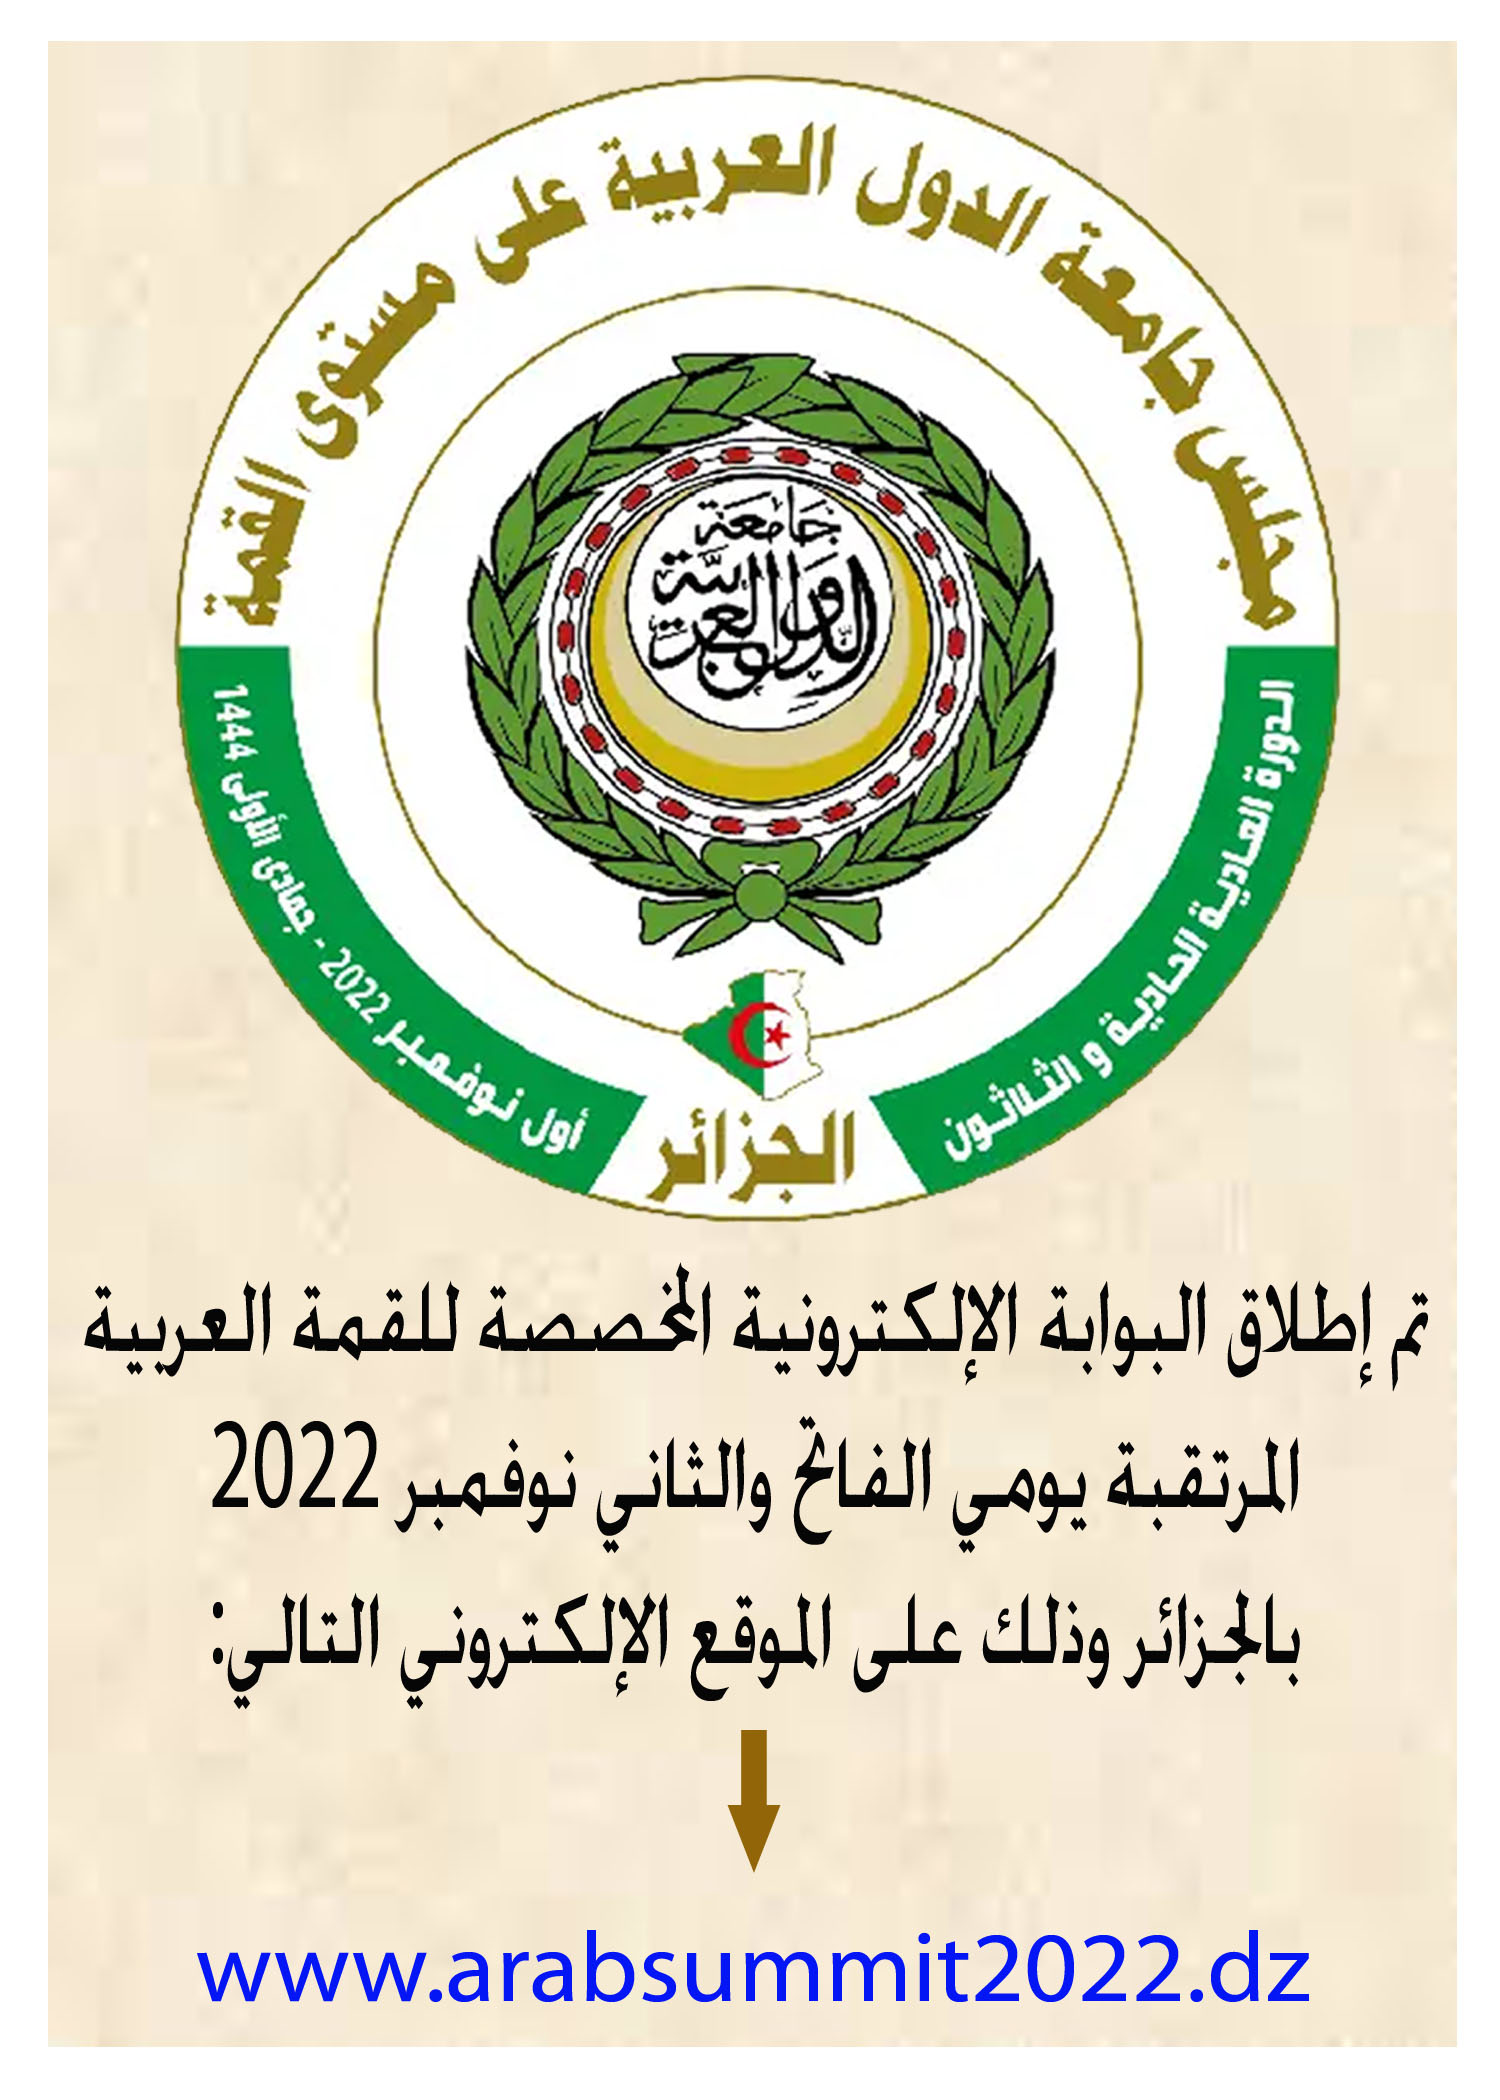 مجلس جامعة الدول العربية على مستوى القمة
جامعة
الدول العربية
الدورة العادية الحادية و الثلاثون
أول نوفمبر 2022 - جمادى الأولى 1444
الجزائر
تم إطلاق البوابة الإلكترونية المخصصة للقمة العربية
المرتقبة يومي الفاتح والثاني نوفمبر 2022
بالجزائر وذلك على الموقع الإلكتروني التالي:
www.arabsummit2022.dz